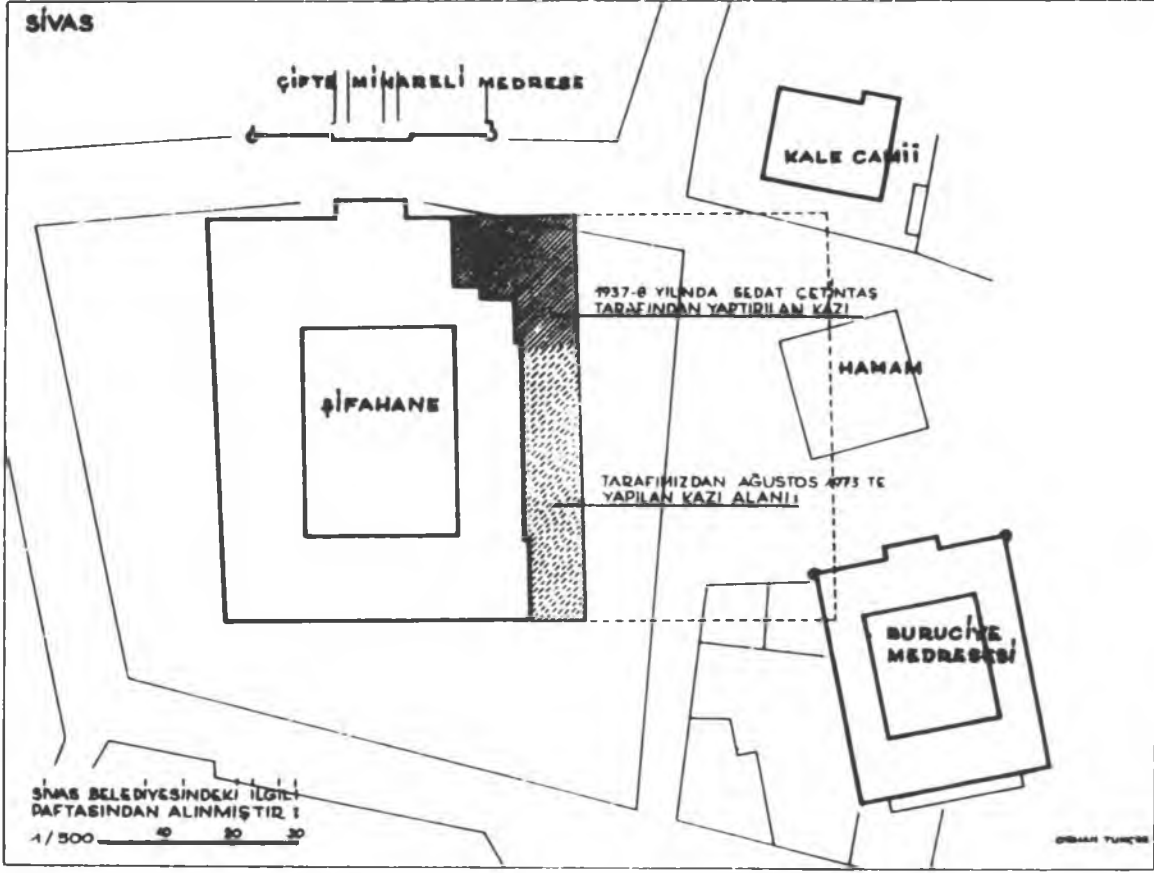 SİVAS
ÇİFTE MİNARELİ MEDRESE
KALE CAMİİ
1937-8 YILINDA SEDAT ÇETİNTAŞ
TARAFINDAN YAPTIRILAN KAZI
HAMAM
ŞİFAHANE
TARAFIMIZDAN AĞUSTOS 1973 TE
YAPILAN KAZI ALANI :
BURUCİYE
MEDRESESİ
SİVAS BELEDİYESİNDEKİ İLGİLİ
PAFTASINDAN ALINMIŞTIR :
1/500 10 20 30
OSMAN